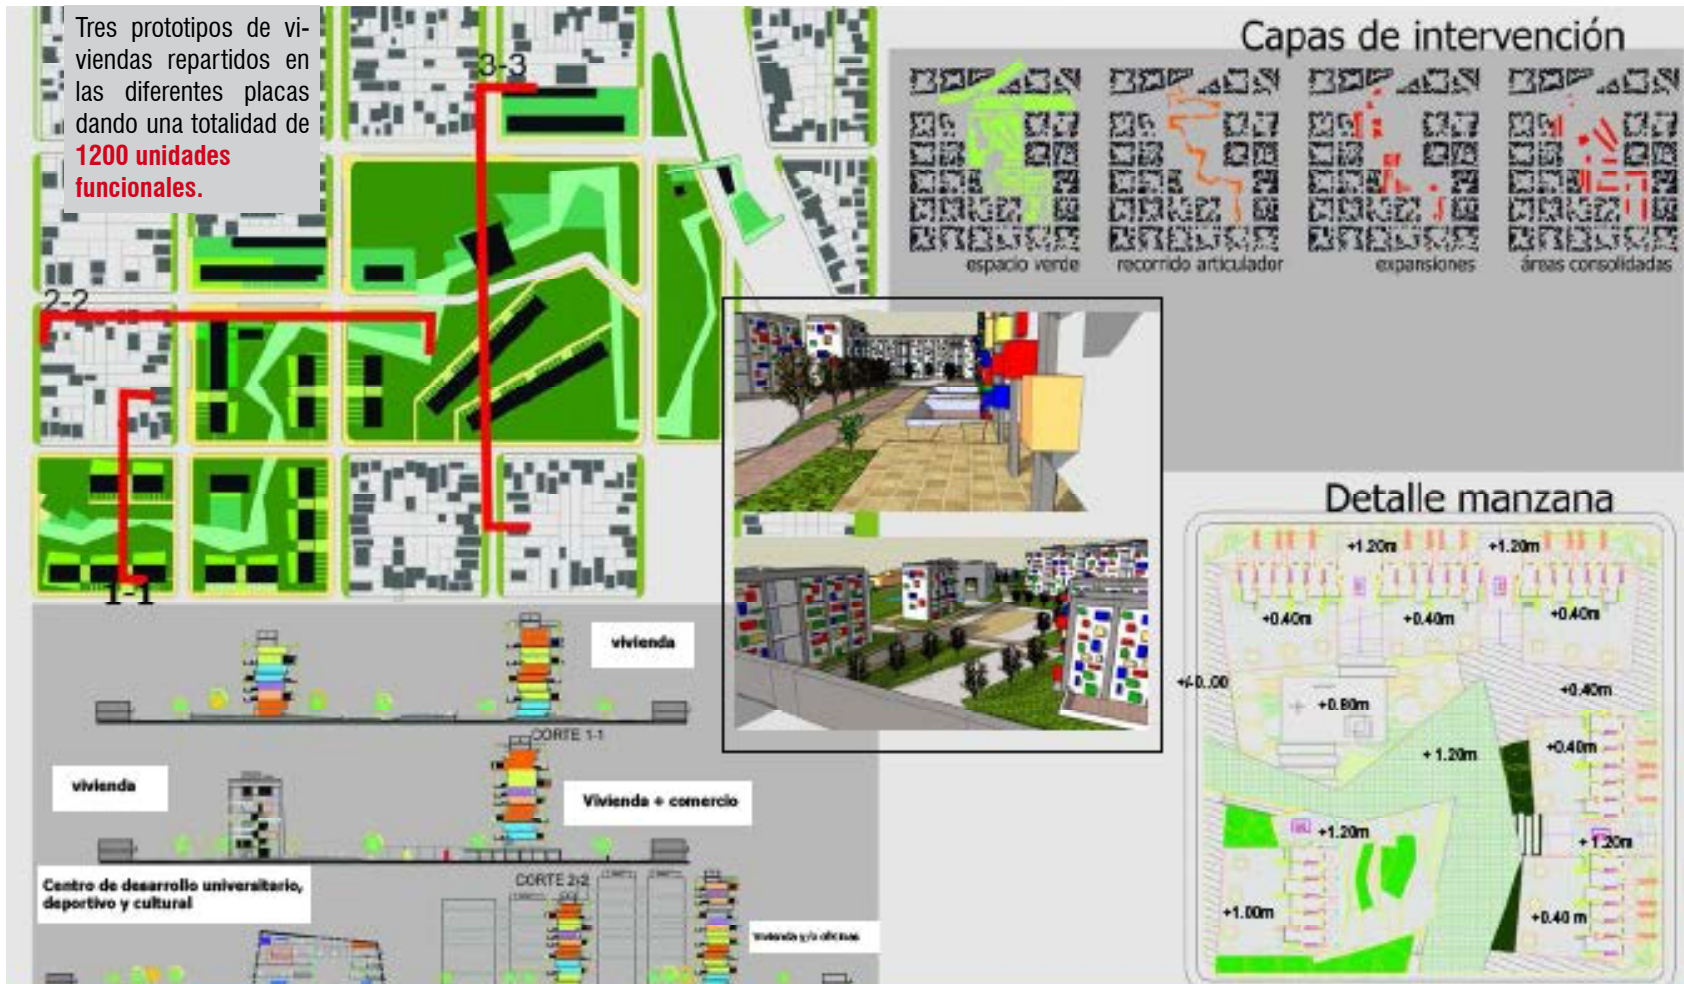 Tres prototipos de vi-
viendas repartidos en
las diferentes placas
dando una totalidad de
1200 unidades
funcionales.
3-3
2-2
1-1
Capas de intervención
espacio verde
recorrido articulador
expansiones
áreas consolidadas
Detalle manzana
+1.20m
+1.20m
+0.40m
+0.40m
+0.40m
+/-0..00
+0.80m
+0.40m
+ 1.20m
+0.40m
+1.20m
+ 1.20m
+1.00m
+0.40 m
vivienda
CORTE 1-1
vivienda
Vivienda + comercio
CORTE 2-2
Centro de desarrollo universitario,
deportivo y cultural
Vivienda y/o oficinas